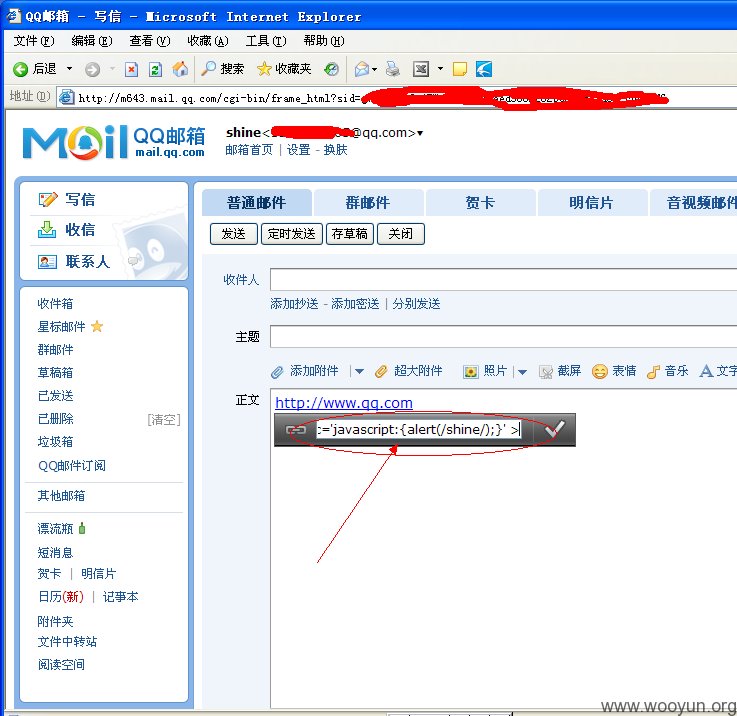 QQ邮箱 - 写信 - Microsoft Internet Explorer
文件(F) 编辑(E) 查看(V) 收藏(A) 工具(T) 帮助(H)
后退 搜索 收藏夹
地址(D) http://m643.mail.qq.com/cgi-bin/frame_html?sid=
Mail QQ邮箱 mail.qq.com
shine< @qq.com>
邮箱首页 | 设置 - 换肤
写信
收信
联系人
收件箱
星标邮件
群邮件
草稿箱
已发送
已删除 [清空]
垃圾箱
QQ邮件订阅
其他邮箱
漂流瓶
短消息
贺卡 | 明信片
日历(新) | 记事本
附件夹
文件中转站
阅读空间
普通邮件 群邮件 贺卡 明信片 音视频邮件
发送 定时发送 存草稿 关闭
收件人
添加抄送 - 添加密送 | 分别发送
主题
添加附件 超大附件 照片 截屏 表情 音乐 A文字
正文
http://www.qq.com
c='javascript:{alert(/shine/);}' >
www.wooyun.org